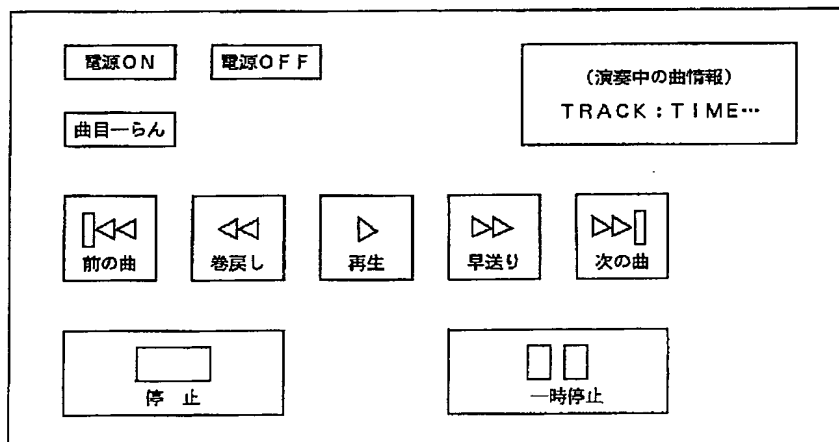 電源ON
電源OFF
(演奏中の曲情報)
TRACK:TIME…
曲目一らん
前の曲
巻戻し
再生
早送り
次の曲
停 止
一時停止